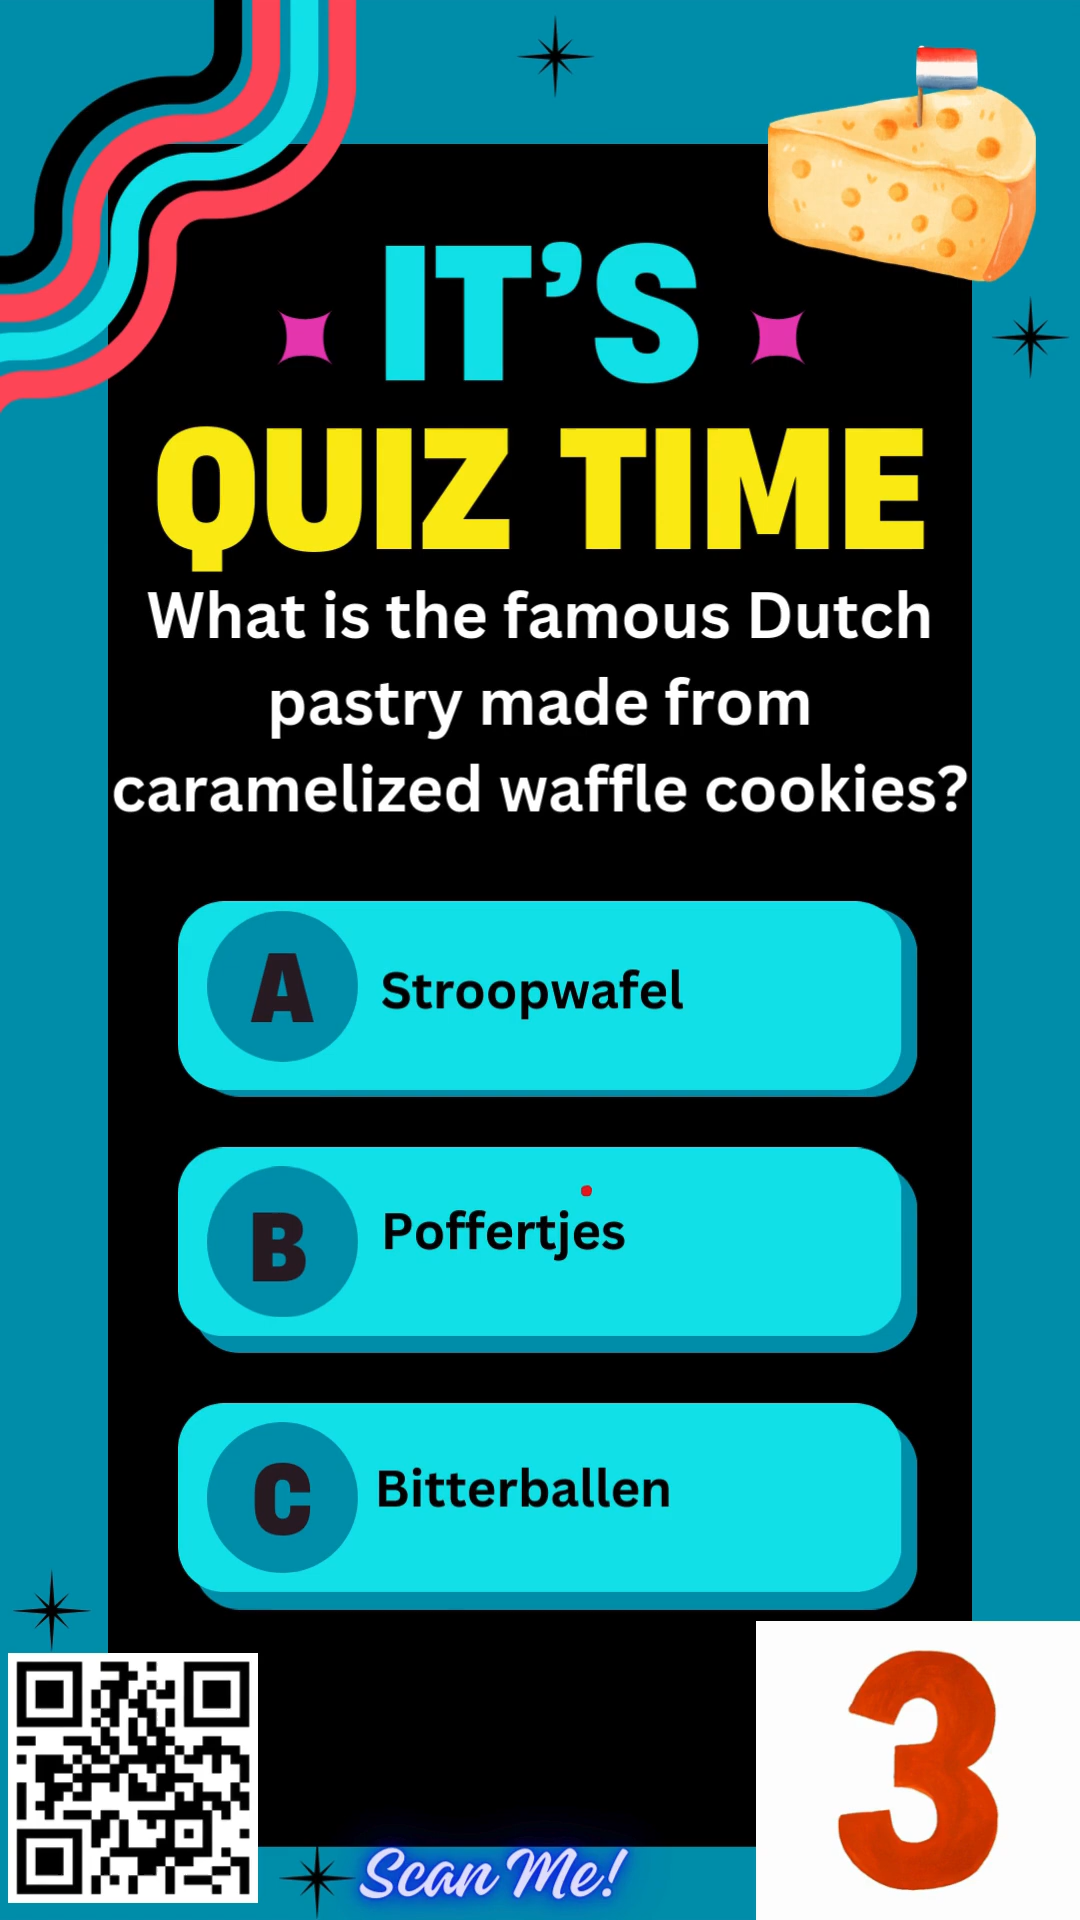 IT'S
QUIZ TIME
What is the famous Dutch
pastry made from
caramelized waffle cookies?
A Stroopwafel
B Poffertjes
C Bitterballen
3
Scan Me!